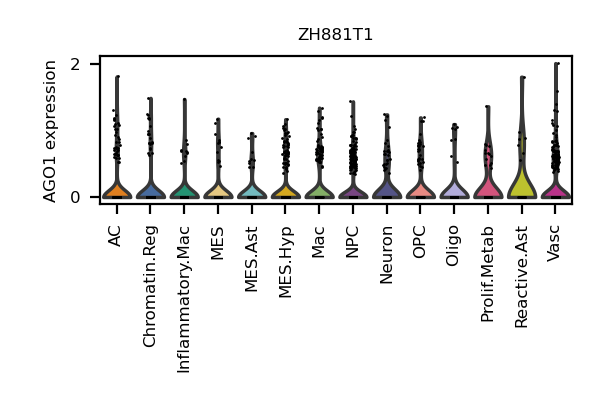 ZH881T1
AGO1 expression
2
0
AC
Chromatin.Reg
Inflammatory.Mac
MES
MES.Ast
MES.Hyp
Mac
NPC
Neuron
OPC
Oligo
Prolif.Metab
Reactive.Ast
Vasc